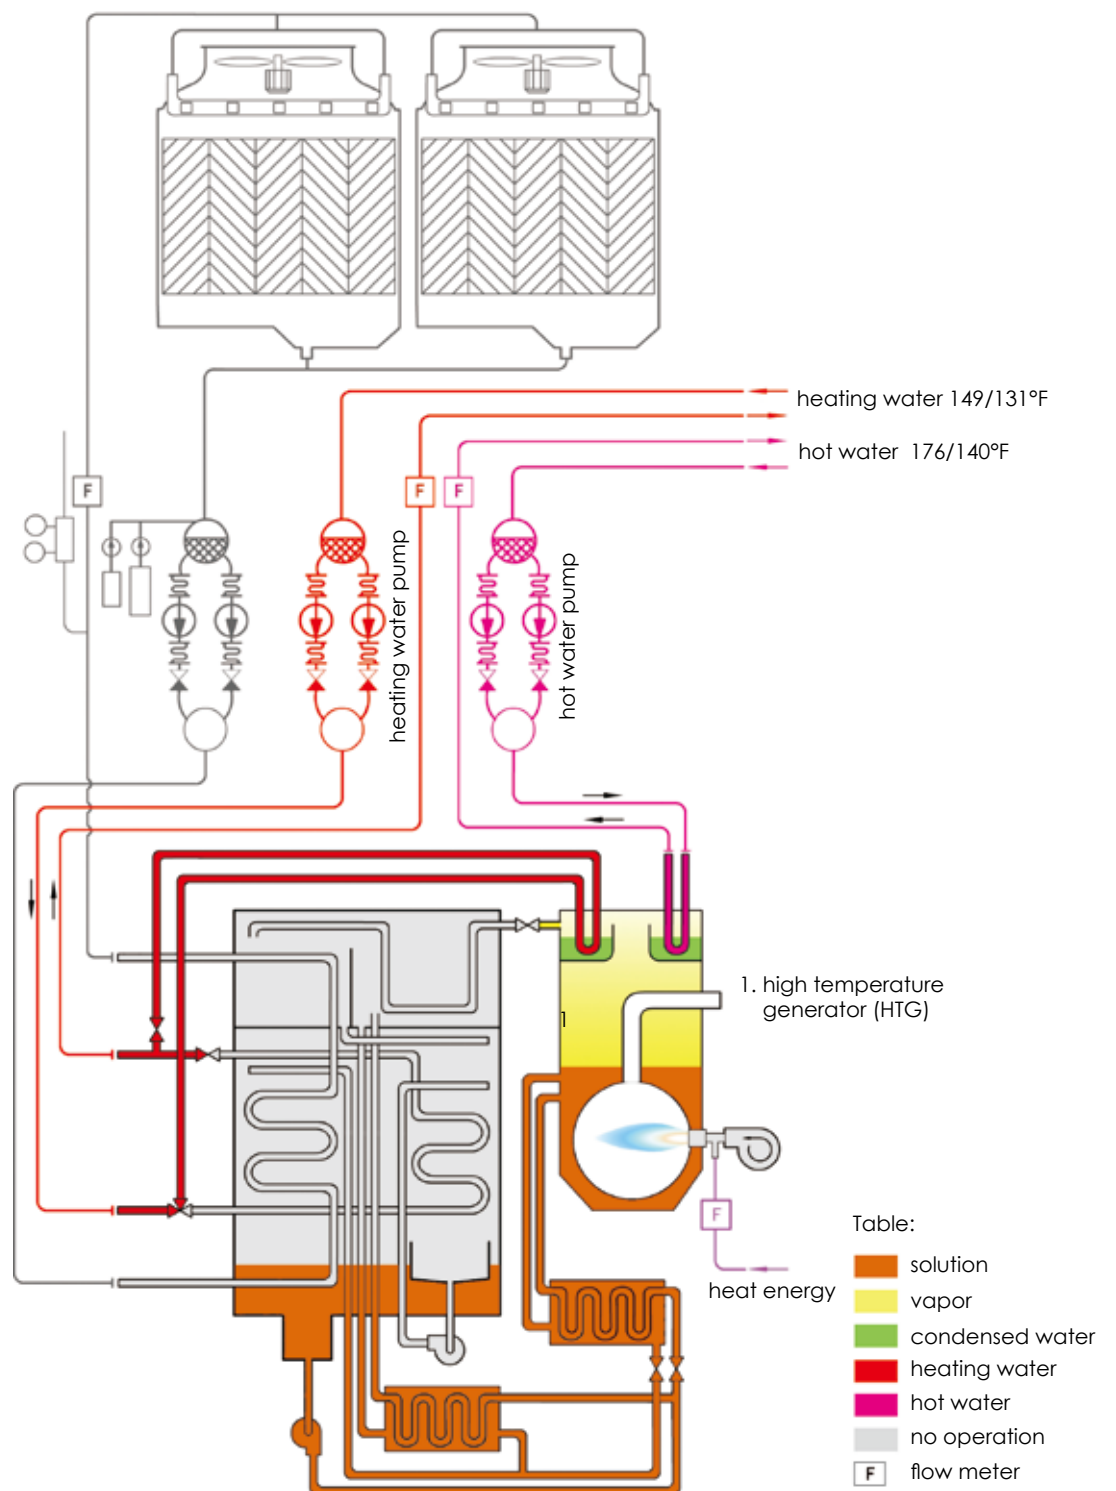 heating water 149/131°F
hot water 176/140°F
F
F
F
heating water pump
hot water pump
1. high temperature
generator (HTG)
1
F
heat energy
Table:
solution
vapor
condensed water
heating water
hot water
no operation
F flow meter